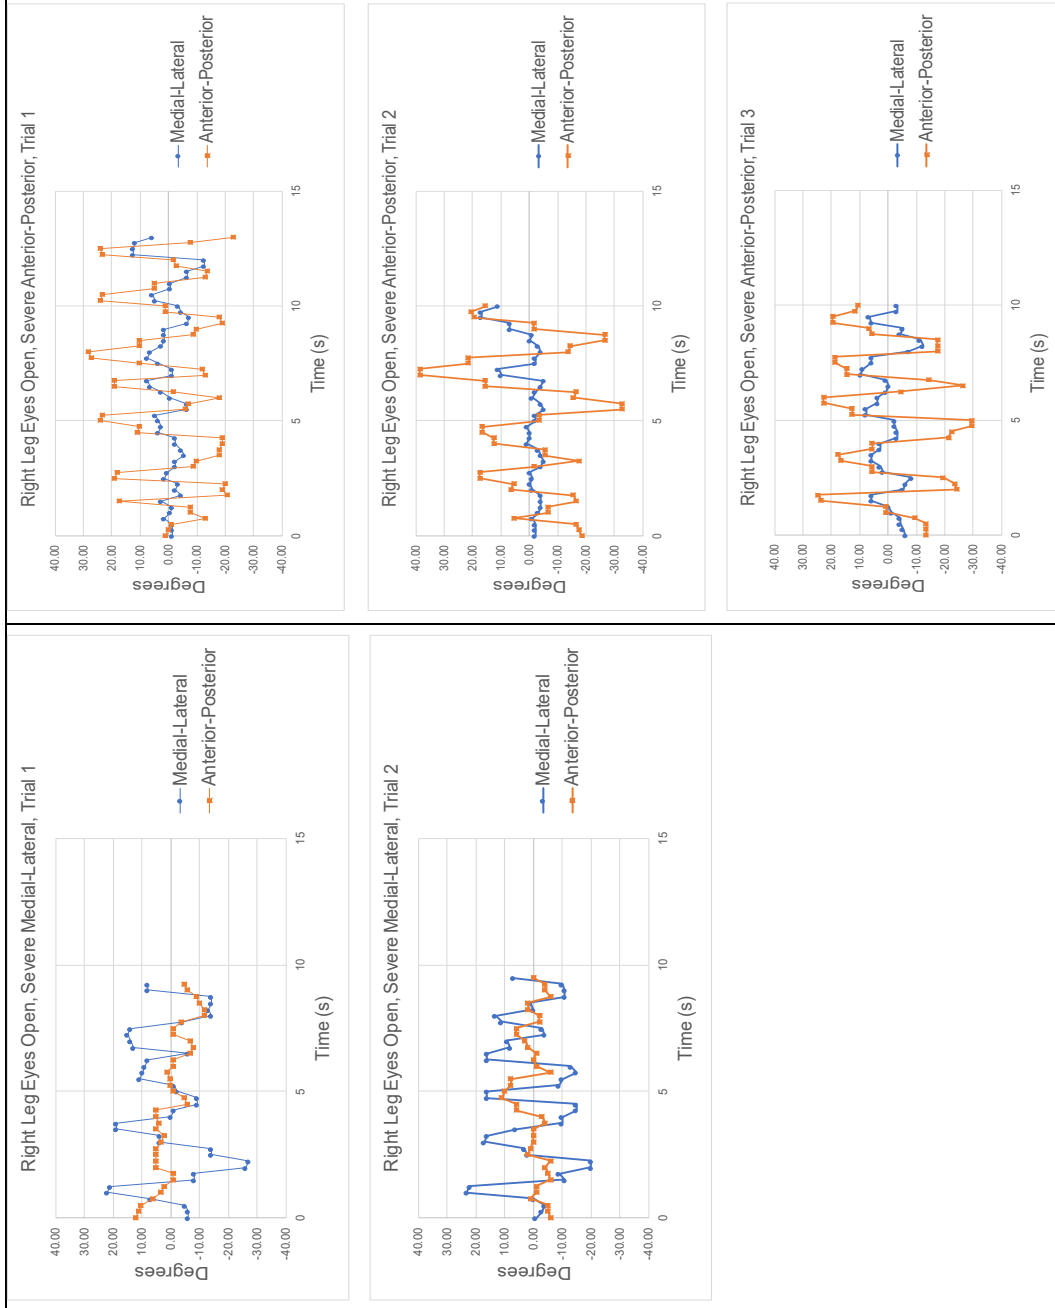 Right Leg Eyes Open, Severe Medial-Lateral, Trial 1
40.00
30.00
20.00
10.00
0.00
-10.00
-20.00
-30.00
-40.00
Degrees
0 5 10 15
Time (s)
Medial-Lateral
Anterior-Posterior
Right Leg Eyes Open, Severe Medial-Lateral, Trial 2
40.00
30.00
20.00
10.00
0.00
-10.00
-20.00
-30.00
-40.00
Degrees
0 5 10 15
Time (s)
Medial-Lateral
Anterior-Posterior
Right Leg Eyes Open, Severe Anterior-Posterior, Trial 1
40.00
30.00
20.00
10.00
0.00
-10.00
-20.00
-30.00
-40.00
Degrees
0 5 10 15
Time (s)
Medial-Lateral
Anterior-Posterior
Right Leg Eyes Open, Severe Anterior-Posterior, Trial 2
40.00
30.00
20.00
10.00
0.00
-10.00
-20.00
-30.00
-40.00
Degrees
0 5 10 15
Time (s)
Medial-Lateral
Anterior-Posterior
Right Leg Eyes Open, Severe Anterior-Posterior, Trial 3
40.00
30.00
20.00
10.00
0.00
-10.00
-20.00
-30.00
-40.00
Degrees
0 5 10 15
Time (s)
Medial-Lateral
Anterior-Posterior